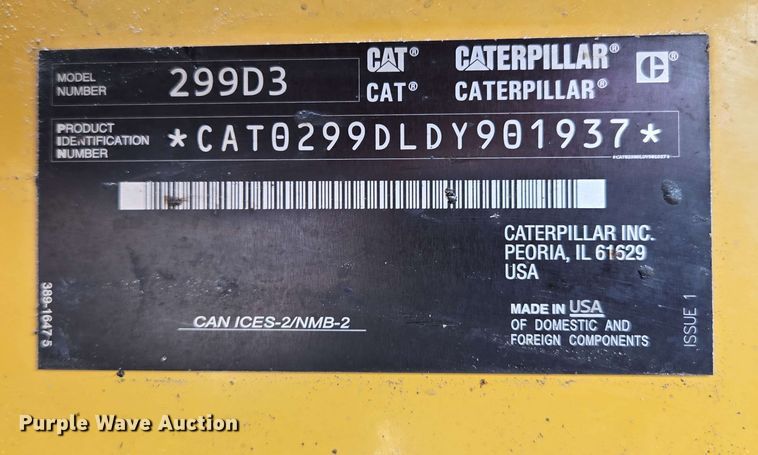 MODEL NUMBER 299D3
CAT® CATERPILLAR® C®
CAT® CATERPILLAR®
PRODUCT IDENTIFICATION NUMBER *CAT0299DLDY901937*
*CAT0299DLDY901937*
CATERPILLAR INC.
PEORIA, IL 61629
USA
MADE IN USA
OF DOMESTIC AND
FOREIGN COMPONENTS
CAN ICES-2/NMB-2
389-1647 5
ISSUE 1
Purple Wave Auction